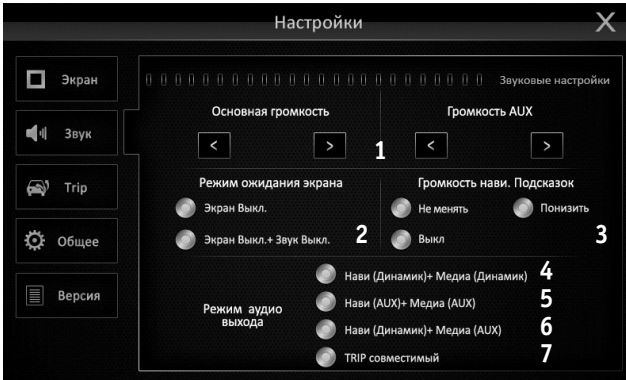 Настройки X
Экран
Звук
Trip
Общее
Версия
Звуковые настройки
Основная громкость
Громкость AUX
< >
1
< >
Режим ожидания экрана
Экран Выкл.
Экран Выкл.+ Звук Выкл. 2
Громкость нави. Подсказок
Не менять Понизить
Выкл 3
Режим аудио
выхода
Нави (Динамик)+ Медиа (Динамик) 4
Нави (AUX)+ Медиа (AUX) 5
Нави (Динамик)+ Медиа (AUX) 6
TRIP совместимый 7